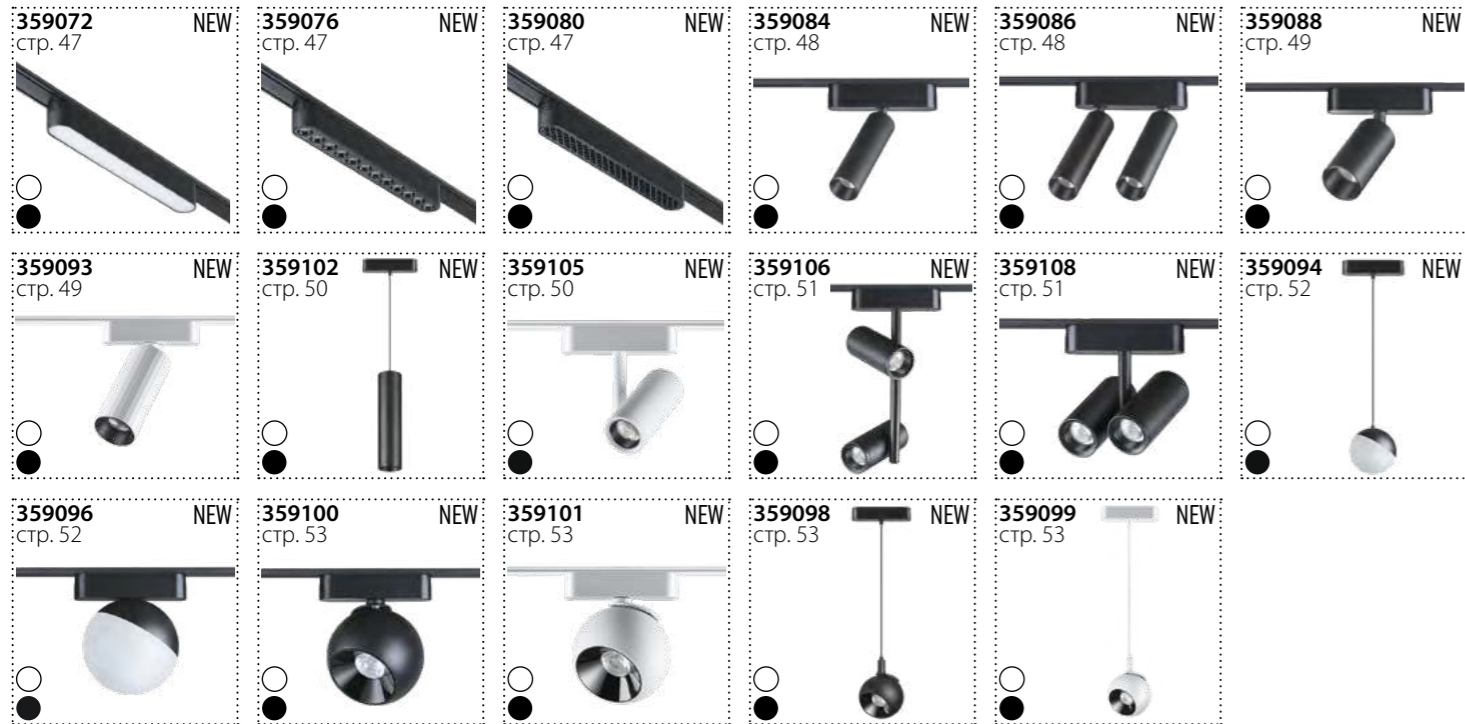 359072 NEW
стр. 47
359076 NEW
стр. 47
359080 NEW
стр. 47
359084 NEW
стр. 48
359086 NEW
стр. 48
359088 NEW
стр. 49
359093 NEW
стр. 49
359102 NEW
стр. 50
359105 NEW
стр. 50
359106 NEW
стр. 51
359108 NEW
стр. 51
359094 NEW
стр. 52
359096 NEW
стр. 52
359100 NEW
стр. 53
359101 NEW
стр. 53
359098 NEW
стр. 53
359099 NEW
стр. 53